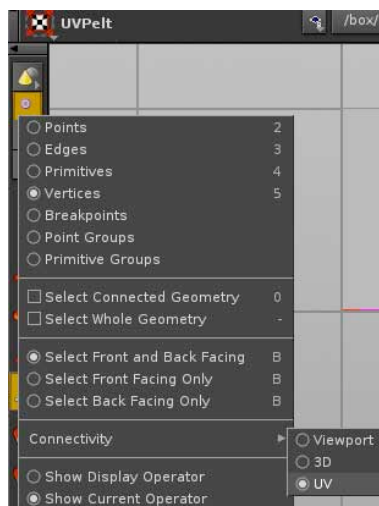 UVPelt /box/
Points 2
Edges 3
Primitives 4
Vertices 5
Breakpoints
Point Groups
Primitive Groups
Select Connected Geometry 0
Select Whole Geometry -
Select Front and Back Facing B
Select Front Facing Only B
Select Back Facing Only B
Connectivity
Viewport
3D
Show Display Operator
UV
Show Current Operator